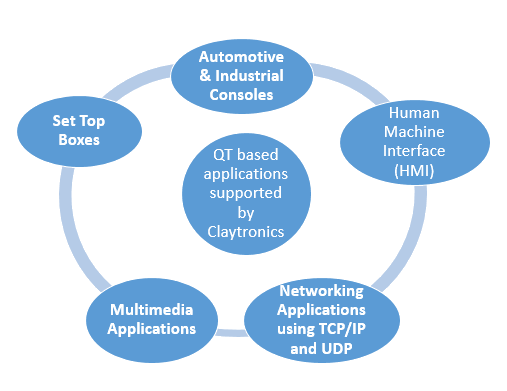 Automotive
& Industrial
Consoles
Human
Machine
Interface
(HMI)
Networking
Applications
using TCP/IP
and UDP
Multimedia
Applications
Set Top
Boxes
QT based
applications
supported
by
Claytronics